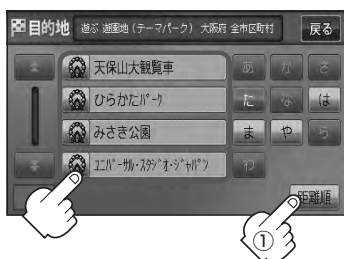 目的地 遊ぶ 遊園地（テーマパーク） 大阪府 全市区町村 戻る
天保山大観覧車 あ か さ
ひらかたパーク た な は
みさき公園 ま や ら
ユニバーサル・スタジオ・ジャパン わ
距離順
①